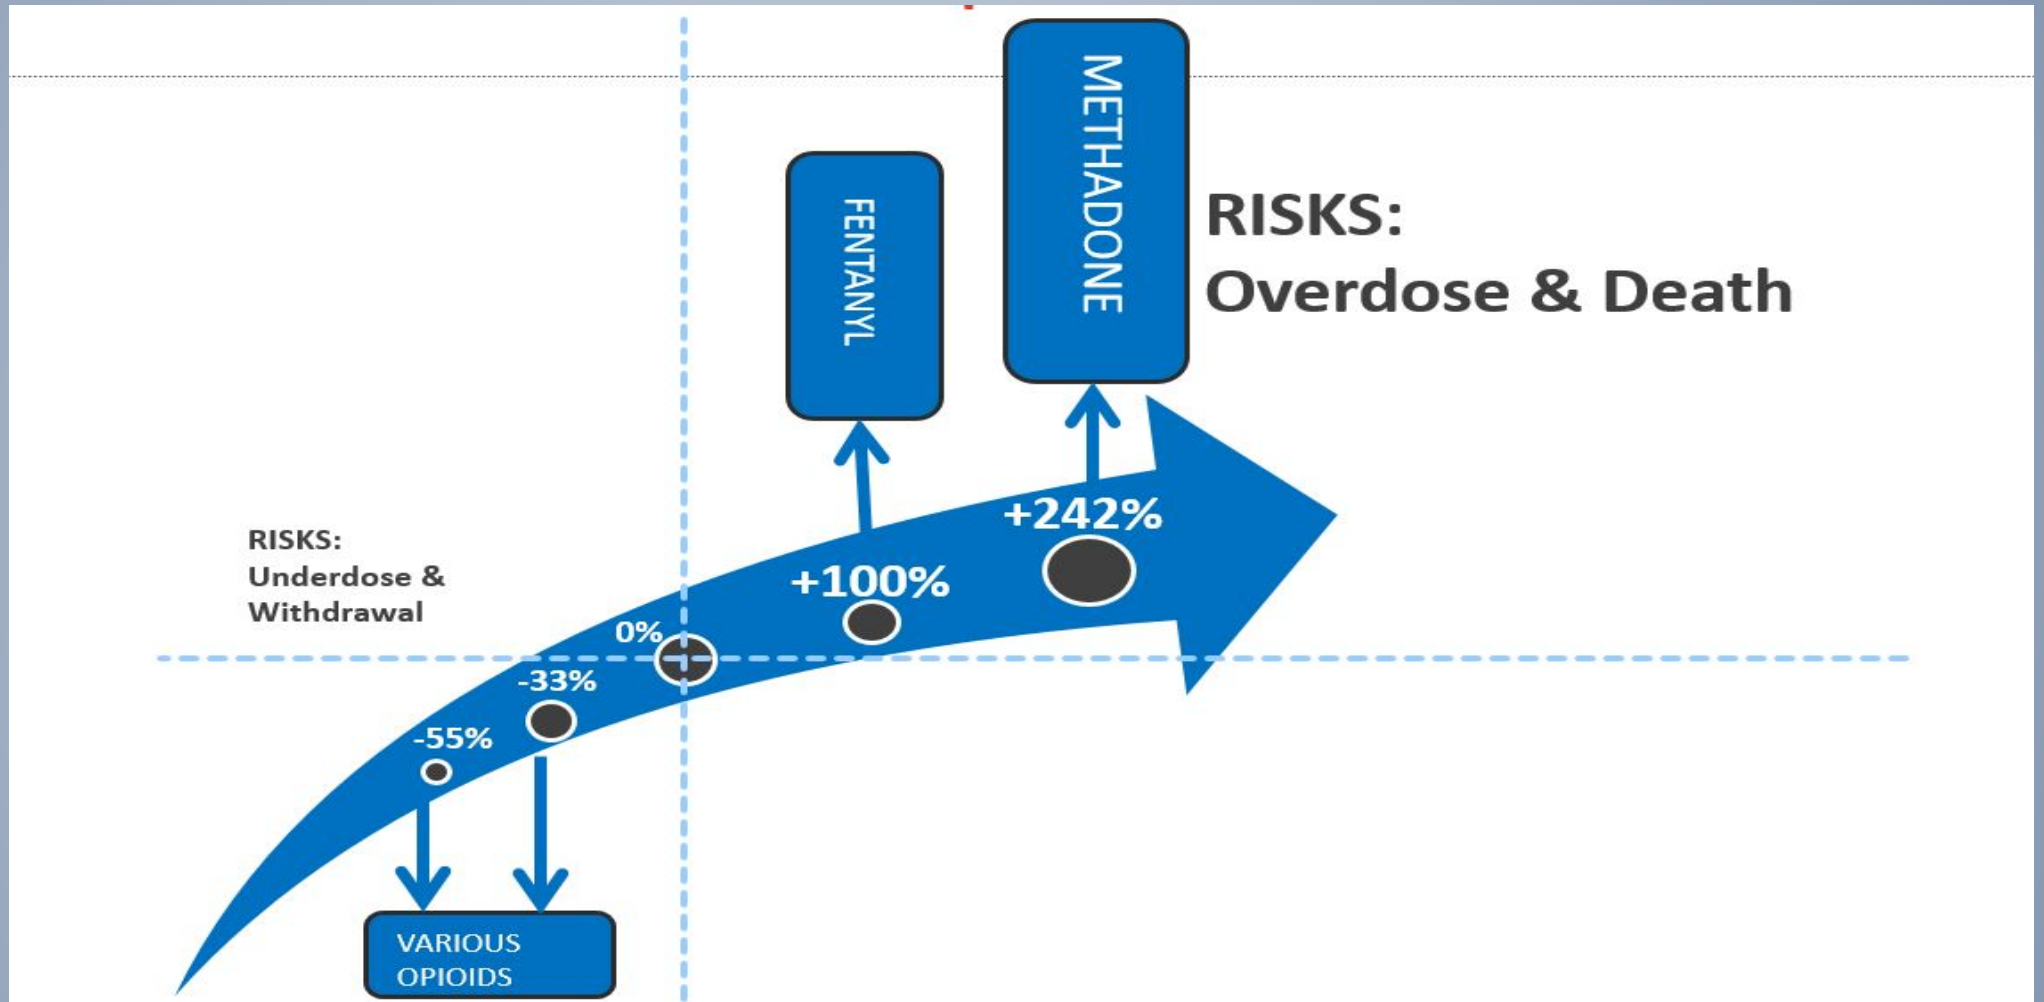 METHADONE
FENTANYL
RISKS:
Overdose & Death
+242%
+100%
RISKS:
Underdose &
Withdrawal
0%
-33%
-55%
VARIOUS
OPIOIDS